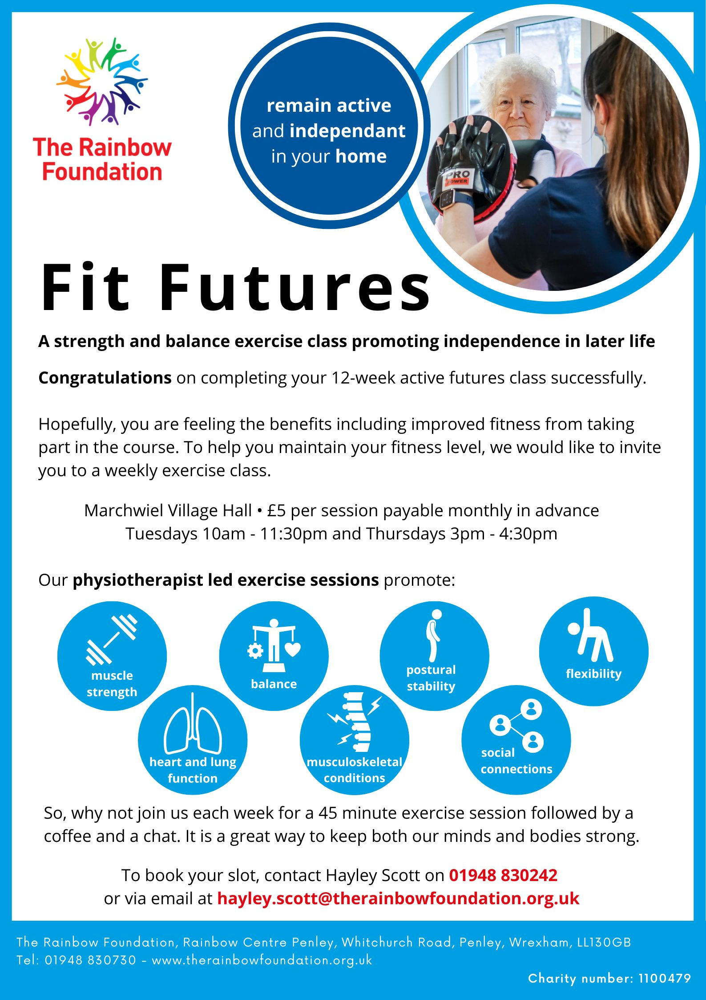 The Rainbow
Foundation
remain active
and independant
in your home
PRO
POWER
Fit Futures
A strength and balance exercise class promoting independence in later life
Congratulations on completing your 12-week active futures class successfully.
Hopefully, you are feeling the benefits including improved fitness from taking
part in the course. To help you maintain your fitness level, we would like to invite
you to a weekly exercise class.
Marchwiel Village Hall • £5 per session payable monthly in advance
Tuesdays 10am - 11:30pm and Thursdays 3pm - 4:30pm
Our physiotherapist led exercise sessions promote:
muscle
strength
balance
postural
stability
flexibility
heart and lung
function
musculoskeletal
conditions
social
connections
So, why not join us each week for a 45 minute exercise session followed by a
coffee and a chat. It is a great way to keep both our minds and bodies strong.
To book your slot, contact Hayley Scott on 01948 830242
or via email at hayley.scott@therainbowfoundation.org.uk
The Rainbow Foundation, Rainbow Centre Penley, Whitchurch Road, Penley, Wrexham, LL130GB
Tel: 01948 830730 - www.therainbowfoundation.org.uk
Charity number: 1100479